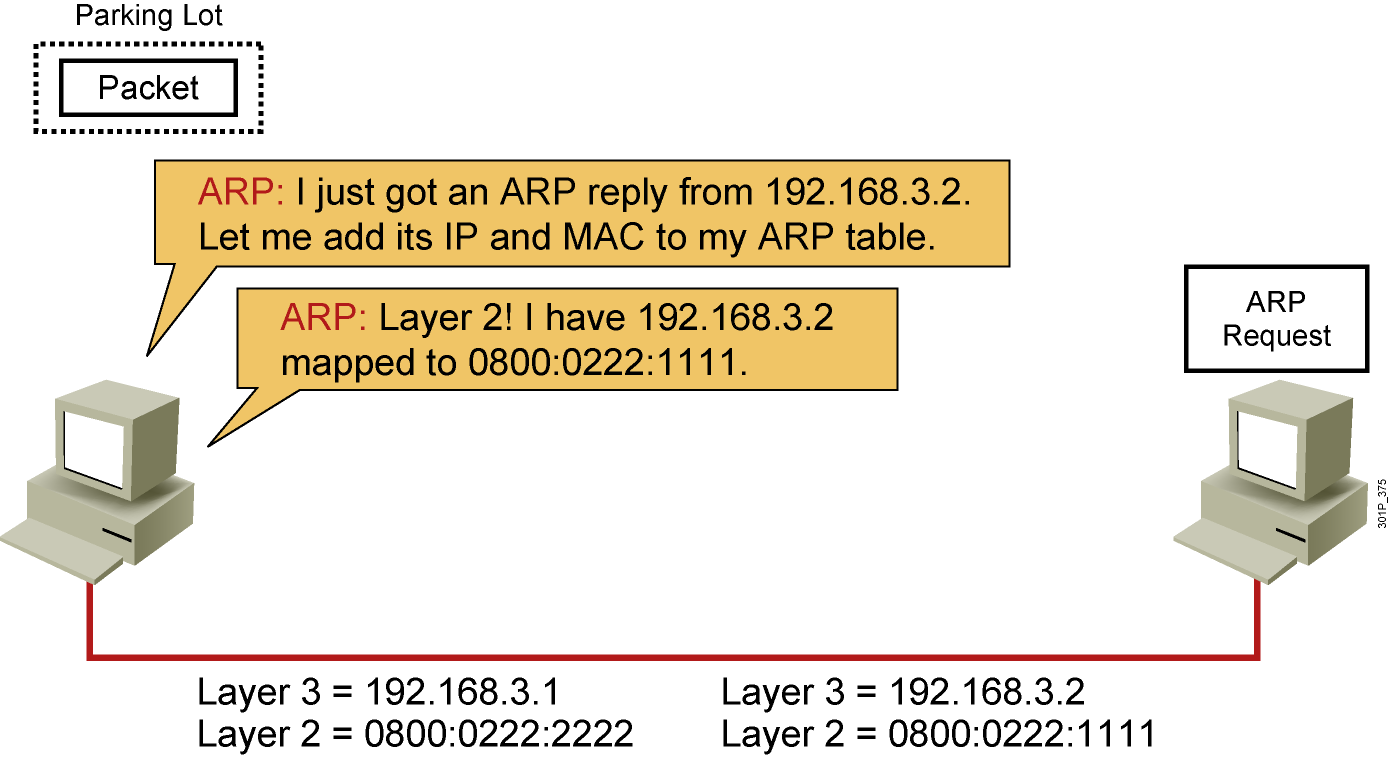 Parking Lot
Packet
ARP: I just got an ARP reply from 192.168.3.2.
Let me add its IP and MAC to my ARP table.
ARP: Layer 2! I have 192.168.3.2
mapped to 0800:0222:1111.
ARP
Request
301P_375
Layer 3 = 192.168.3.1
Layer 2 = 0800:0222:2222
Layer 3 = 192.168.3.2
Layer 2 = 0800:0222:1111